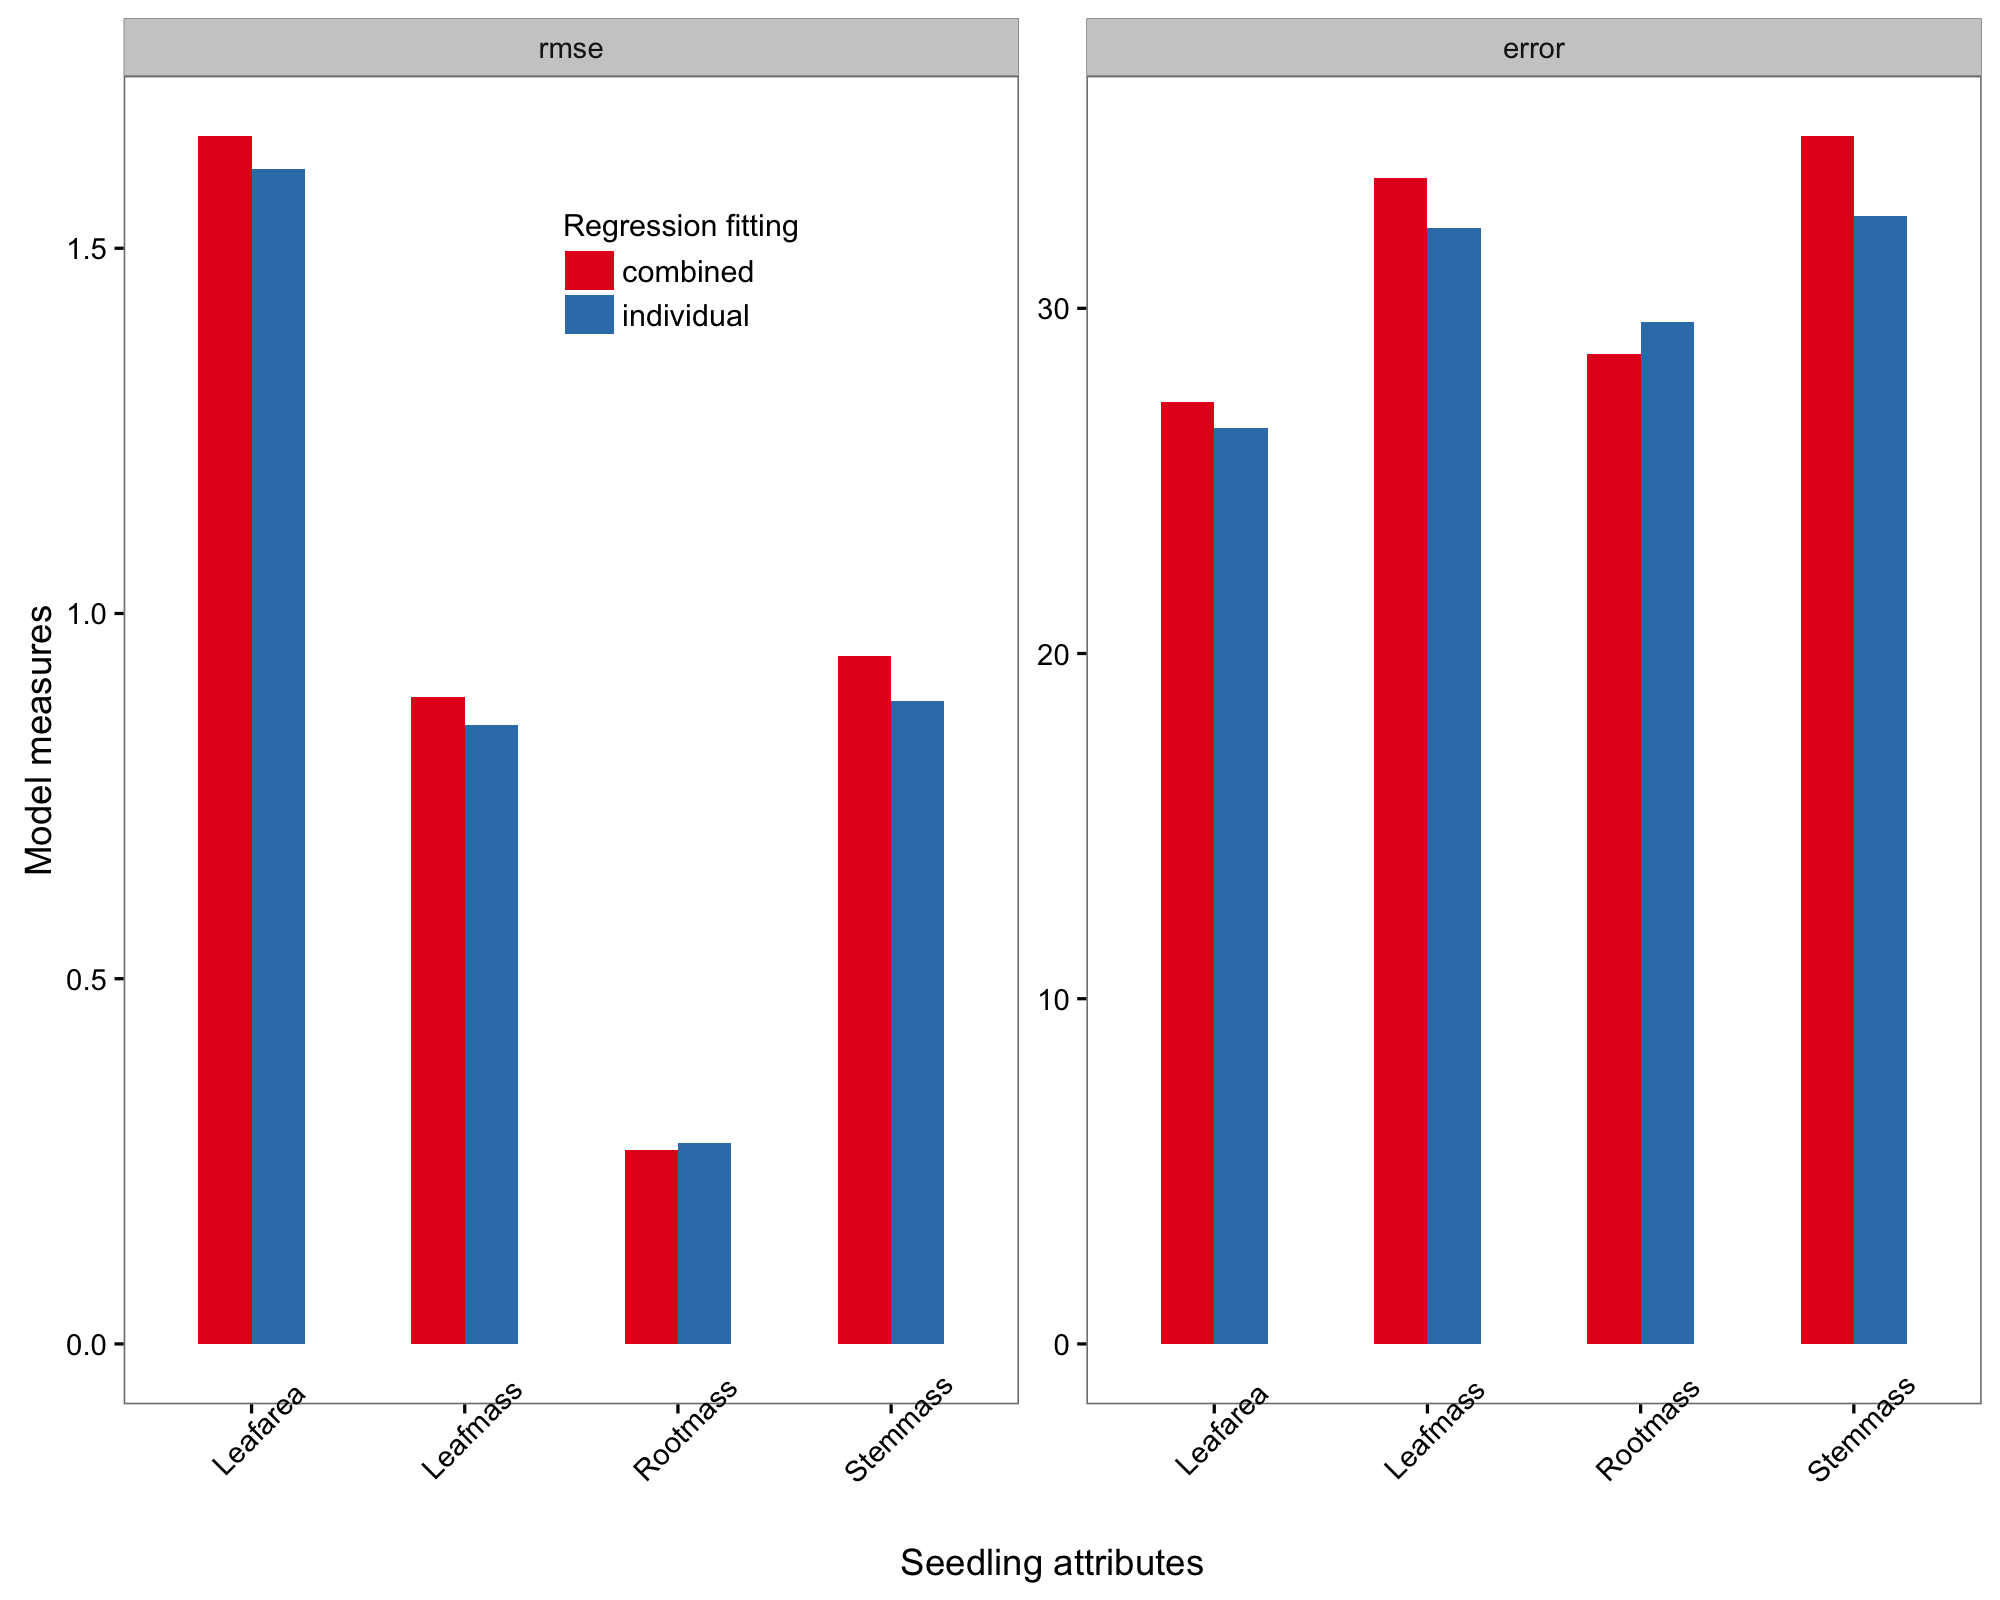 rmse
error
Regression fitting
combined
individual
Model measures
1.5
1.0
0.5
0.0
30
20
10
0
Leafarea
Leafmass
Rootmass
Stemmass
Leafarea
Leafmass
Rootmass
Stemmass
Seedling attributes